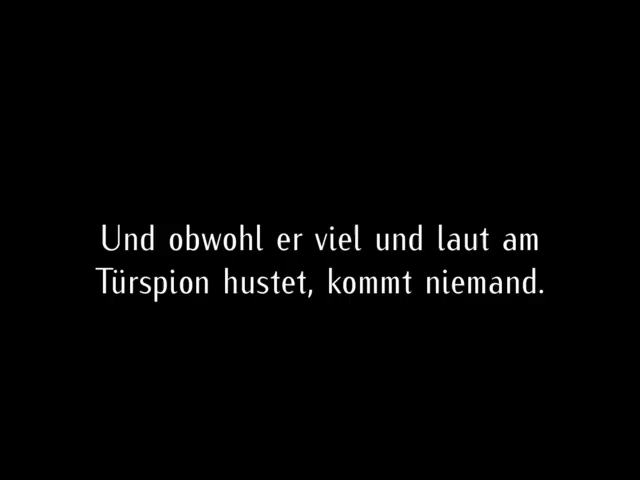 Und obwohl er viel und laut am
Türspion hustet, kommt niemand.